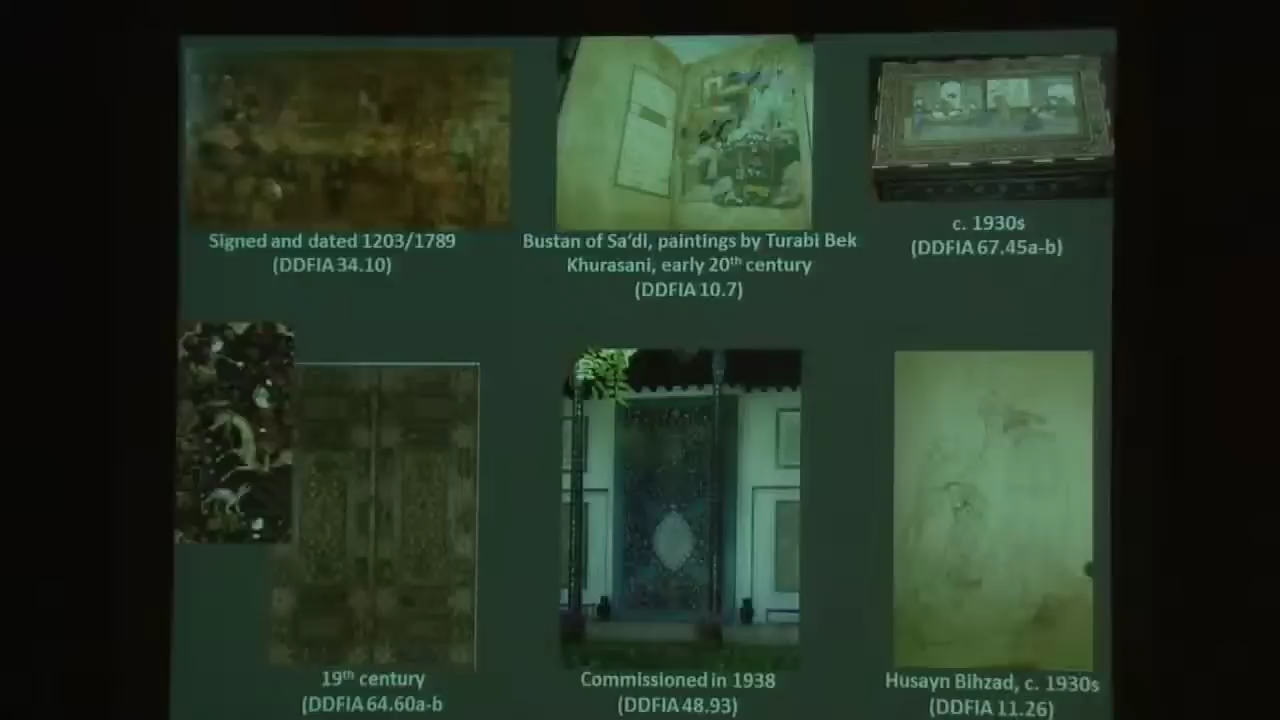 Signed and dated 1203/1789
(DDFIA 34.10)
Bustan of Sa'di, paintings by Turabi Bek
Khurasani, early 20th century
(DDFIA 10.7)
c. 1930s
(DDFIA 67.45a-b)
19th century
(DDFIA 64.60a-b
Commissioned in 1938
(DDFIA 48.93)
Husayn Bihzad, c. 1930s
(DDFIA 11.26)